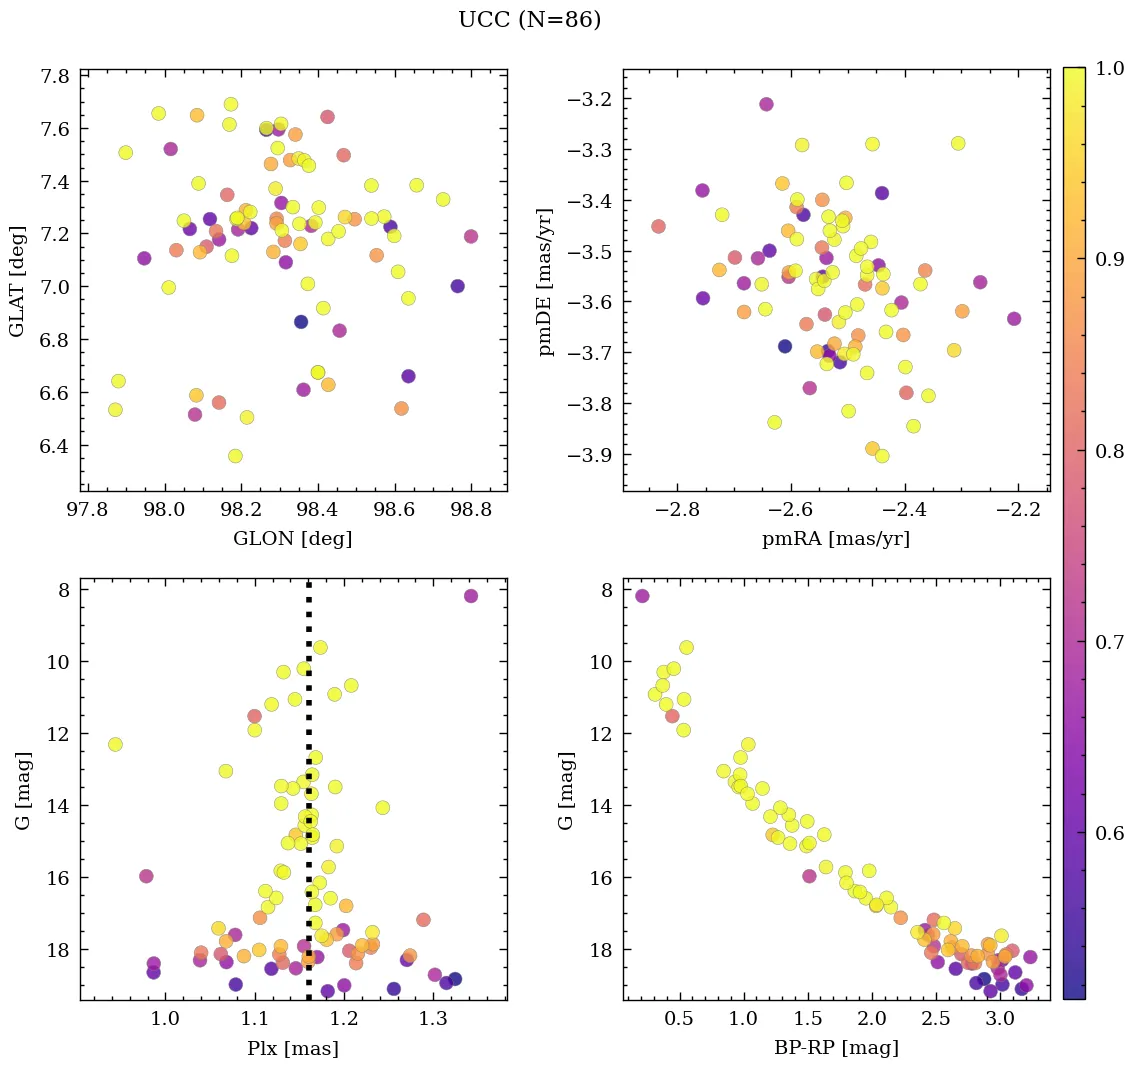 UCC (N=86)
7.8
7.6
7.4
7.2
7.0
6.8
6.6
6.4
GLAT [deg]
97.8 98.0 98.2 98.4 98.6 98.8
GLON [deg]
−3.2
−3.3
−3.4
−3.5
−3.6
−3.7
−3.8
−3.9
pmDE [mas/yr]
−2.8 −2.6 −2.4 −2.2
pmRA [mas/yr]
8
10
12
14
16
18
G [mag]
1.0 1.1 1.2 1.3
Plx [mas]
8
10
12
14
16
18
G [mag]
0.5 1.0 1.5 2.0 2.5 3.0
BP-RP [mag]
1.0
0.9
0.8
0.7
0.6